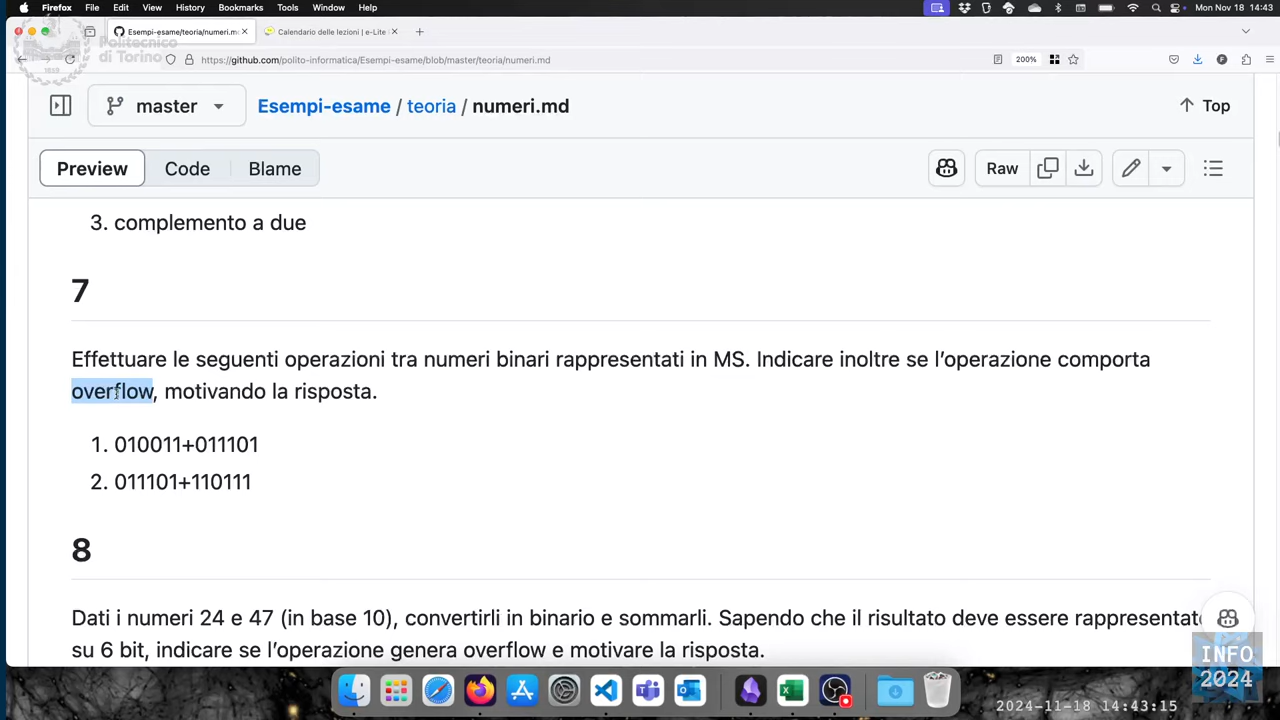 Firefox File Edit View History Bookmarks Tools Window Help Mon Nov 18 14:43
Esempi-esame/teoria/numeri.m Calendario delle lezioni | e-Lite
Politecnico
di Torino
https://github.com/polito-informatica/Esempi-esame/blob/master/teoria/numeri.md 200%
master Esempi-esame / teoria / numeri.md Top
Preview Code Blame Raw
3. complemento a due
7
Effettuare le seguenti operazioni tra numeri binari rappresentati in MS. Indicare inoltre se l’operazione comporta
overflow, motivando la risposta.
1. 010011+011101
2. 011101+110111
8
Dati i numeri 24 e 47 (in base 10), convertirli in binario e sommarli. Sapendo che il risultato deve essere rappresentato
su 6 bit, indicare se l’operazione genera overflow e motivare la risposta.
INFO
2024
2024-11-18 14:43:15